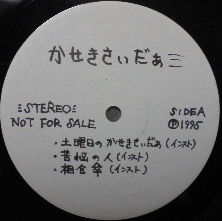 かせきさいだぁ≡
≡STEREO≡
NOT FOR SALE
SIDE A
Ⓟ1995
・土曜日のかせきさいだぁ(インスト)
・苦悩の人(インスト)
・相合傘(インスト)